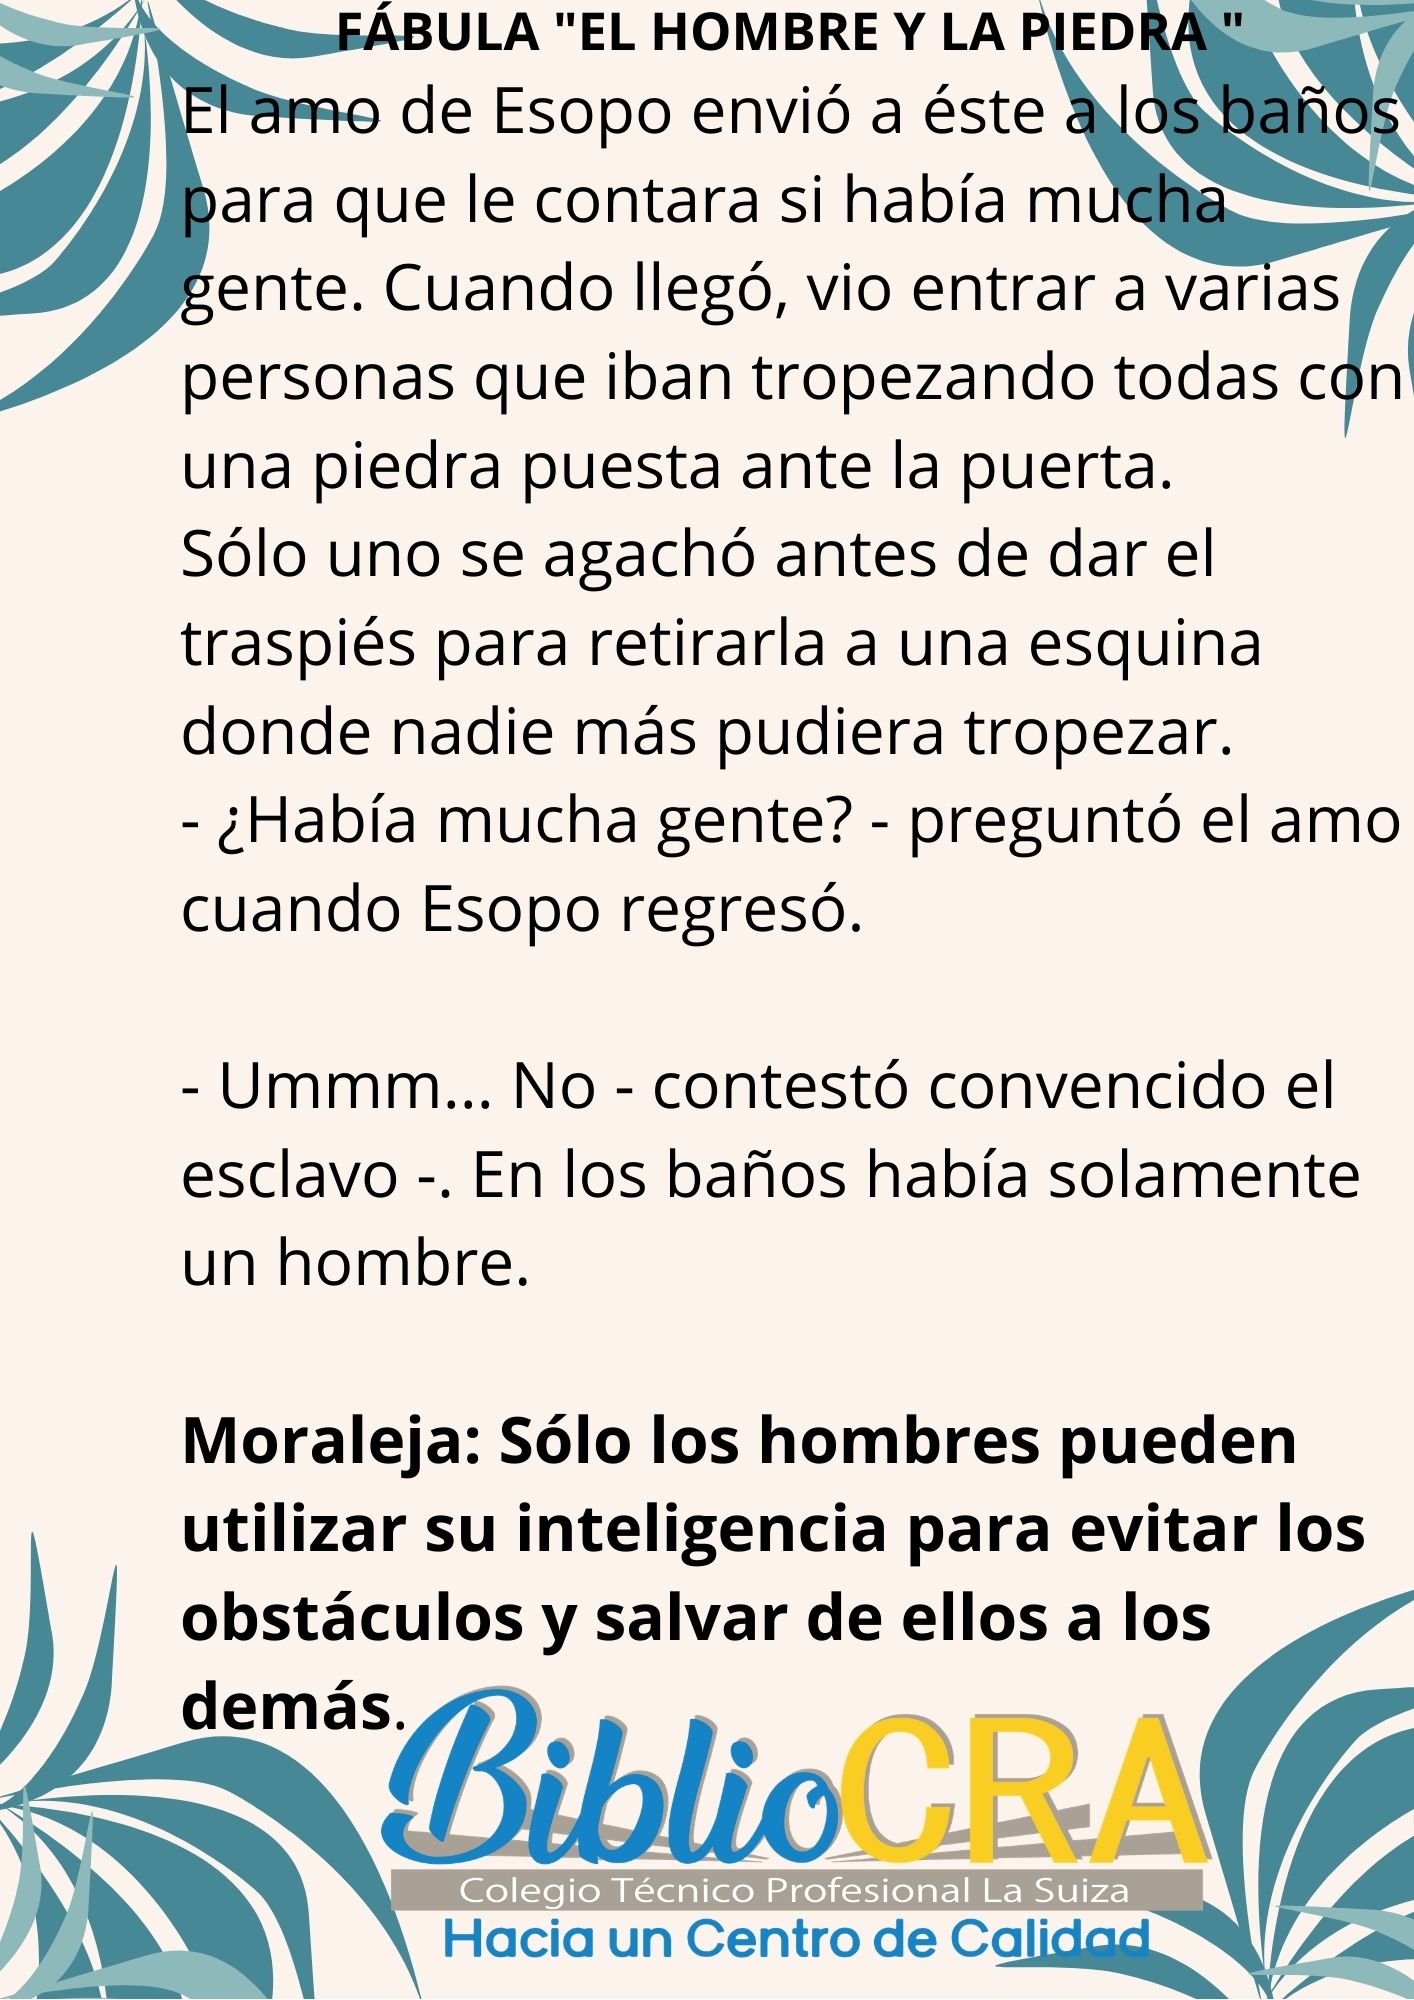 FÁBULA "EL HOMBRE Y LA PIEDRA "
El amo de Esopo envió a éste a los baños
para que le contara si había mucha
gente. Cuando llegó, vio entrar a varias
personas que iban tropezando todas con
una piedra puesta ante la puerta.
Sólo uno se agachó antes de dar el
traspiés para retirarla a una esquina
donde nadie más pudiera tropezar.
- ¿Había mucha gente? - preguntó el amo
cuando Esopo regresó.
- Ummm... No - contestó convencido el
esclavo -. En los baños había solamente
un hombre.
Moraleja: Sólo los hombres pueden
utilizar su inteligencia para evitar los
obstáculos y salvar de ellos a los
demás.
BiblioCRA
Colegio Técnico Profesional La Suiza
Hacia un Centro de Calidad